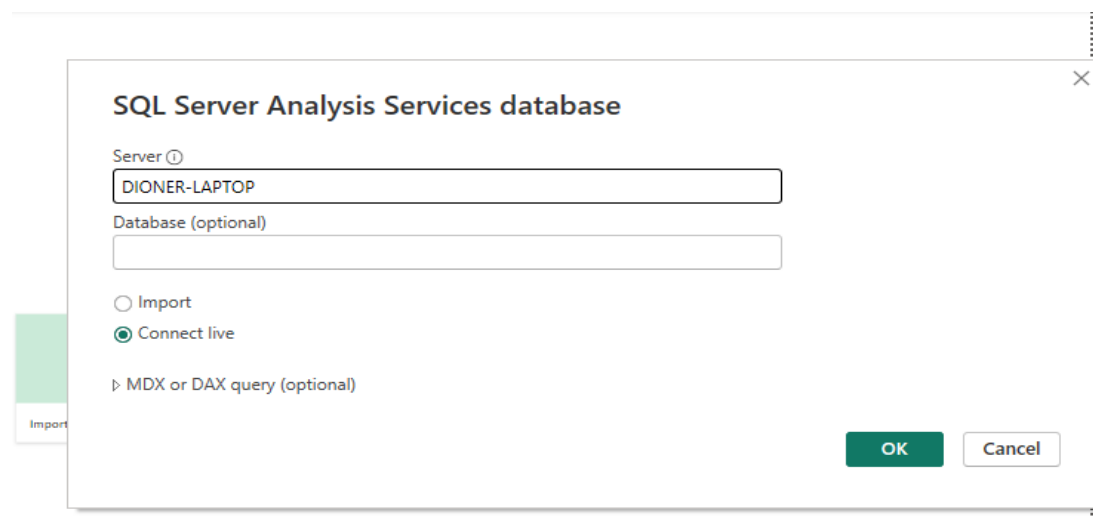 SQL Server Analysis Services database
Server
DIONER-LAPTOP
Database (optional)
Import
Connect live
MDX or DAX query (optional)
Import
OK
Cancel